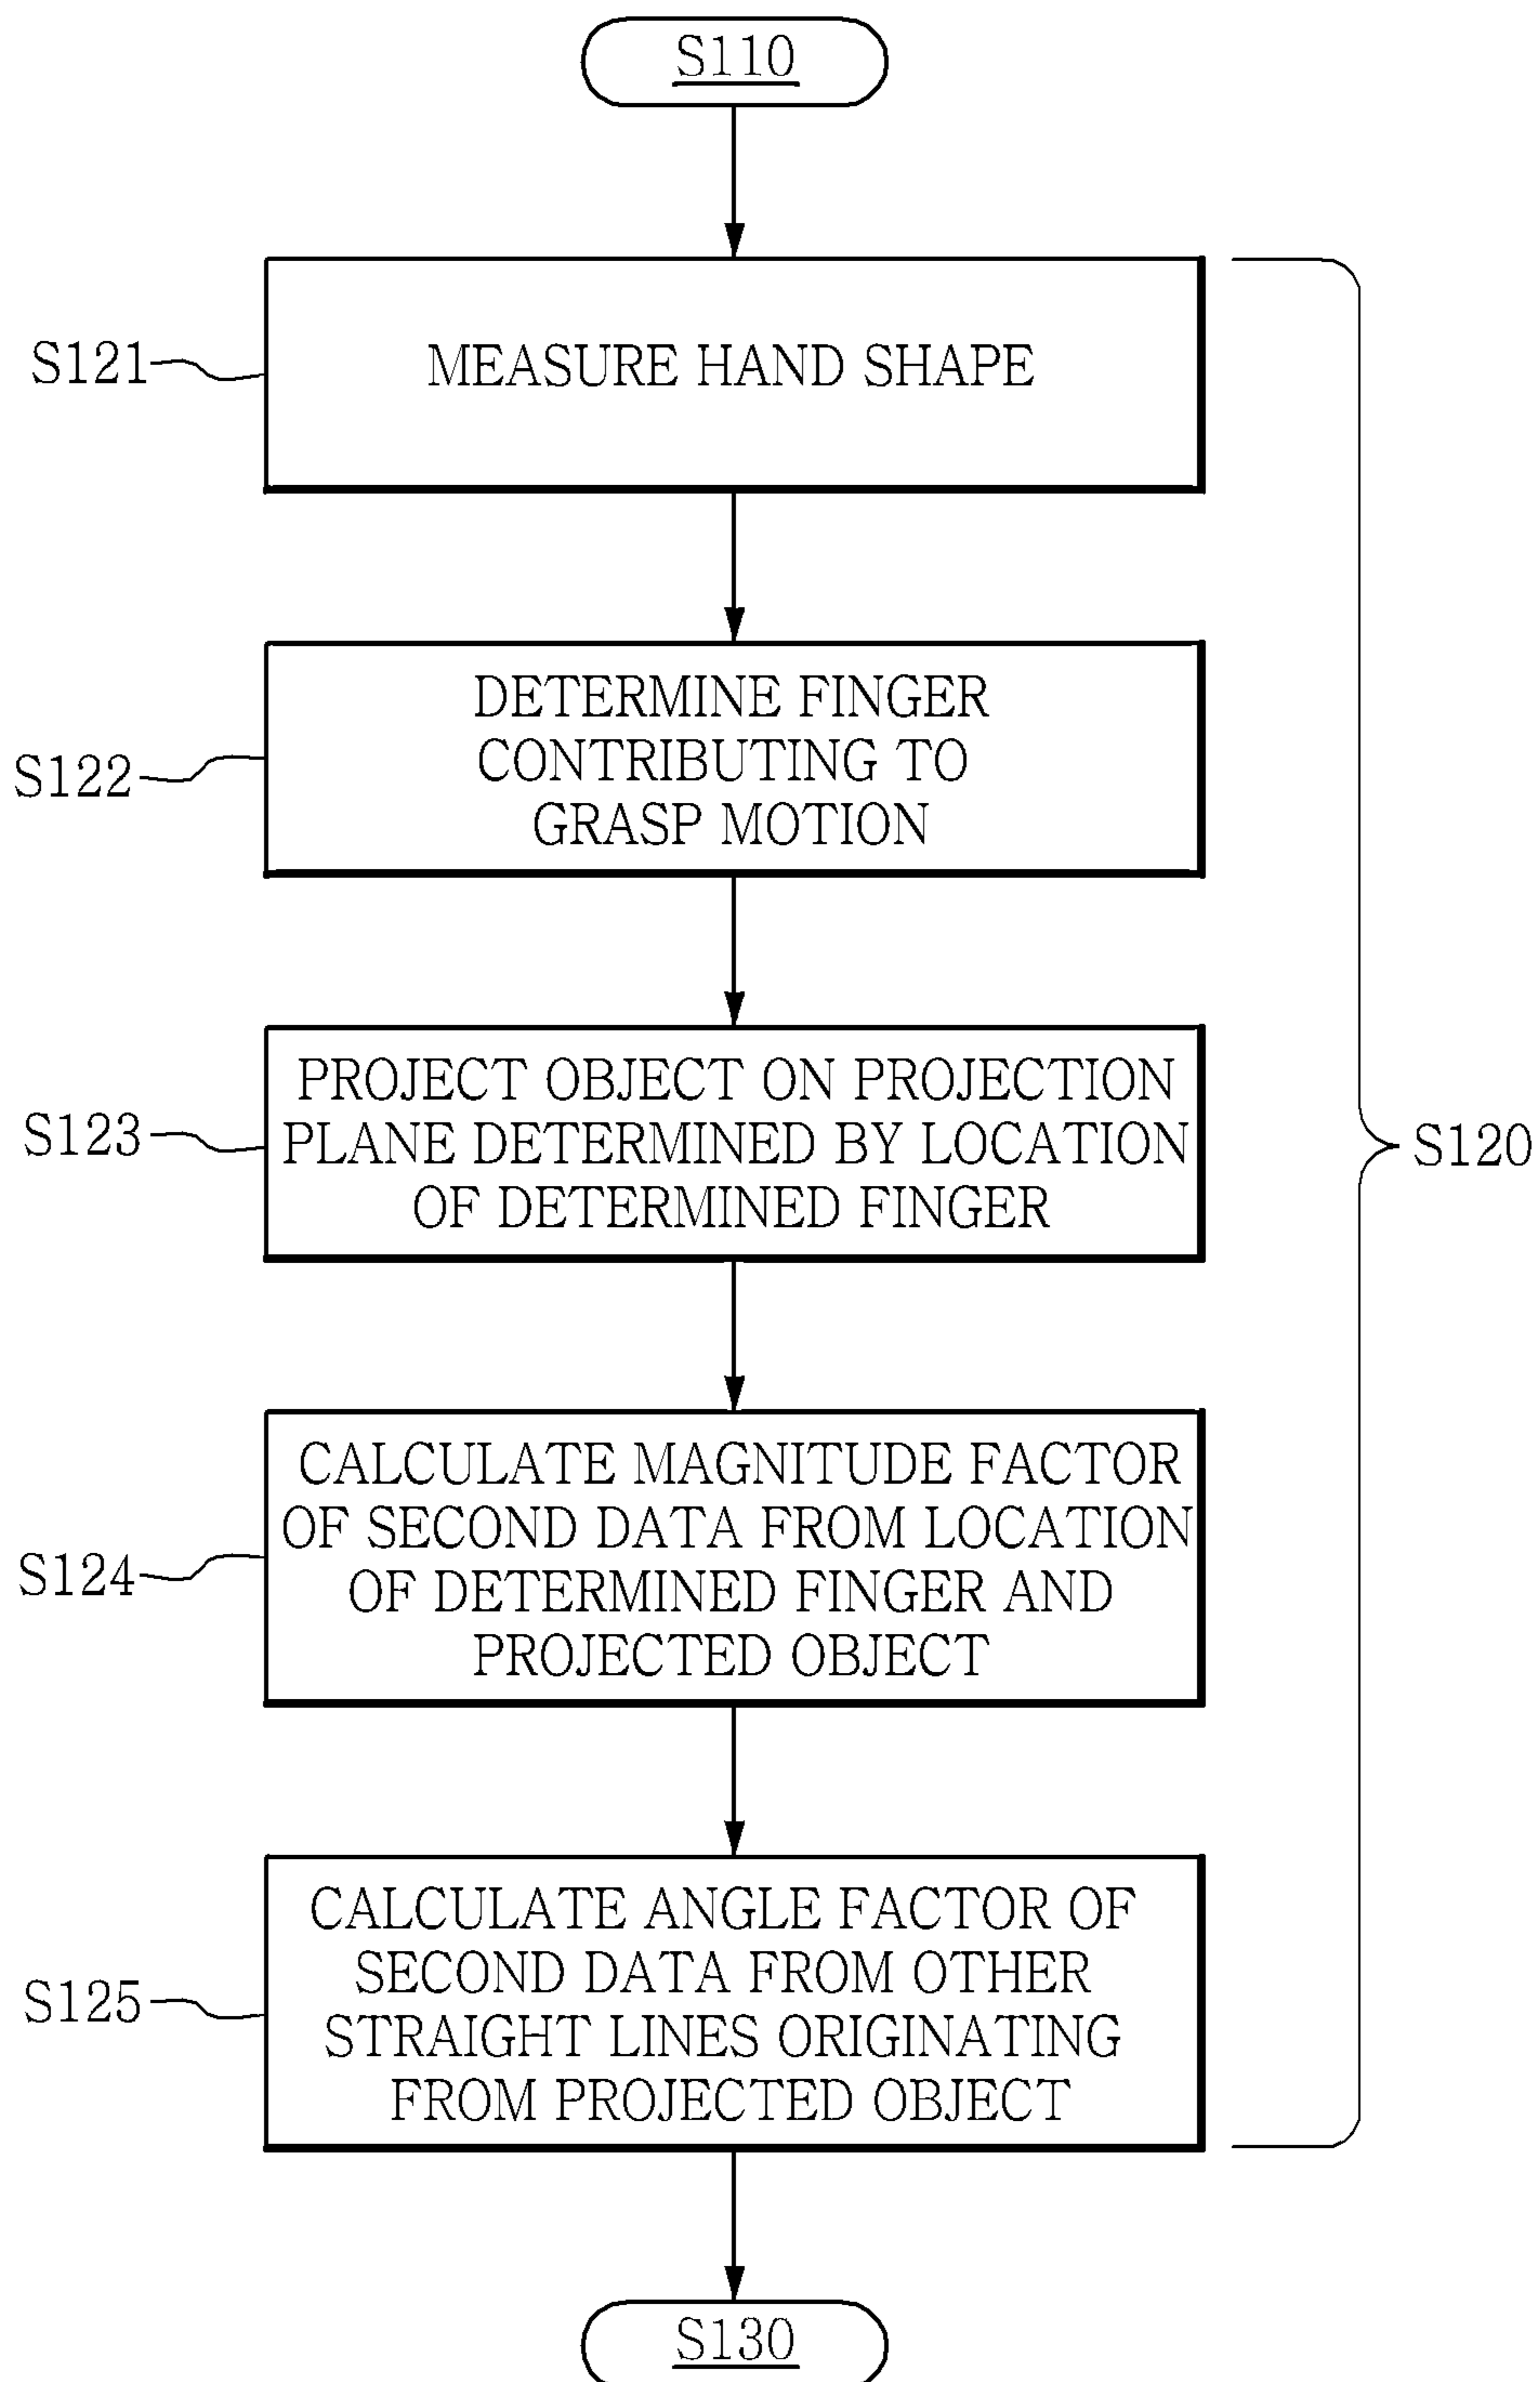 S110
S121
MEASURE HAND SHAPE
S122
DETERMINE FINGER
CONTRIBUTING TO
GRASP MOTION
S123
PROJECT OBJECT ON PROJECTION
PLANE DETERMINED BY LOCATION
OF DETERMINED FINGER
S120
S124
CALCULATE MAGNITUDE FACTOR
OF SECOND DATA FROM LOCATION
OF DETERMINED FINGER AND
PROJECTED OBJECT
S125
CALCULATE ANGLE FACTOR OF
SECOND DATA FROM OTHER
STRAIGHT LINES ORIGINATING
FROM PROJECTED OBJECT
S130